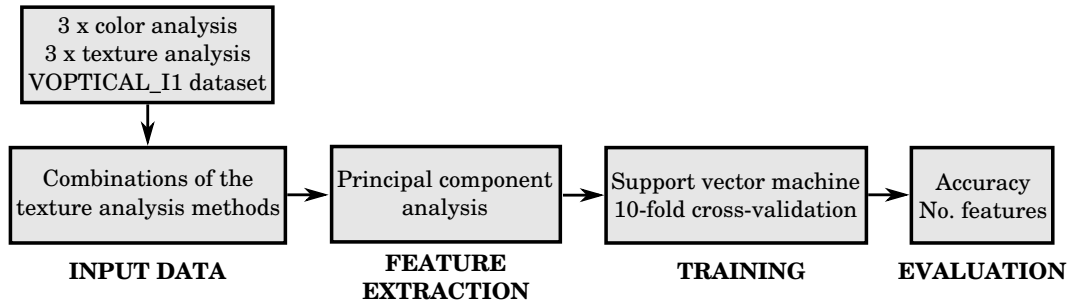 3 x color analysis
3 x texture analysis
VOPTICAL_I1 dataset
Combinations of the
texture analysis methods
Principal component
analysis
Support vector machine
10-fold cross-validation
Accuracy
No. features
INPUT DATA
FEATURE
EXTRACTION
TRAINING
EVALUATION